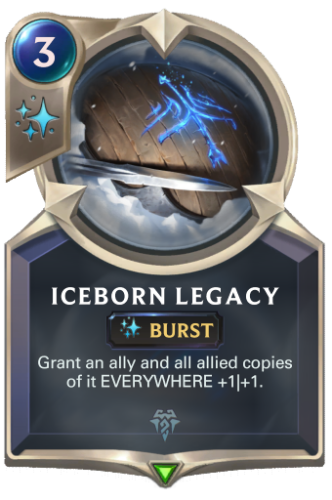 3
ICEBORN LEGACY
BURST
Grant an ally and all allied copies
of it EVERYWHERE +1|+1.